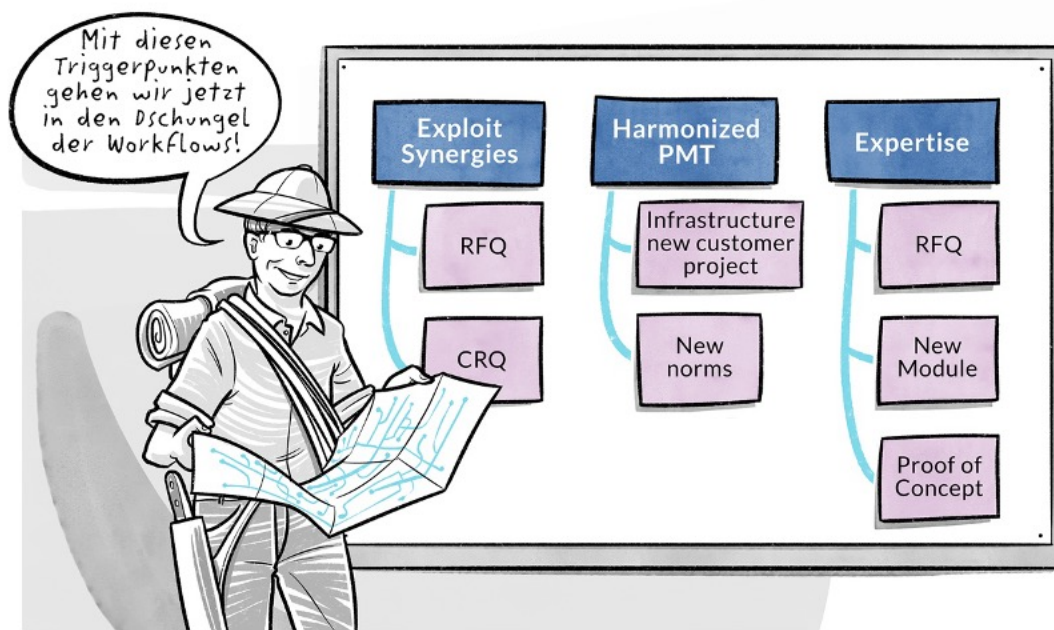 Mit diesen
Triggerpunkten
gehen wir jetzt
in den Dschungel
der Workflows!
Exploit
Synergies
RFQ
CRQ
Harmonized
PMT
Infrastructure
new customer
project
New
norms
Expertise
RFQ
New
Module
Proof of
Concept